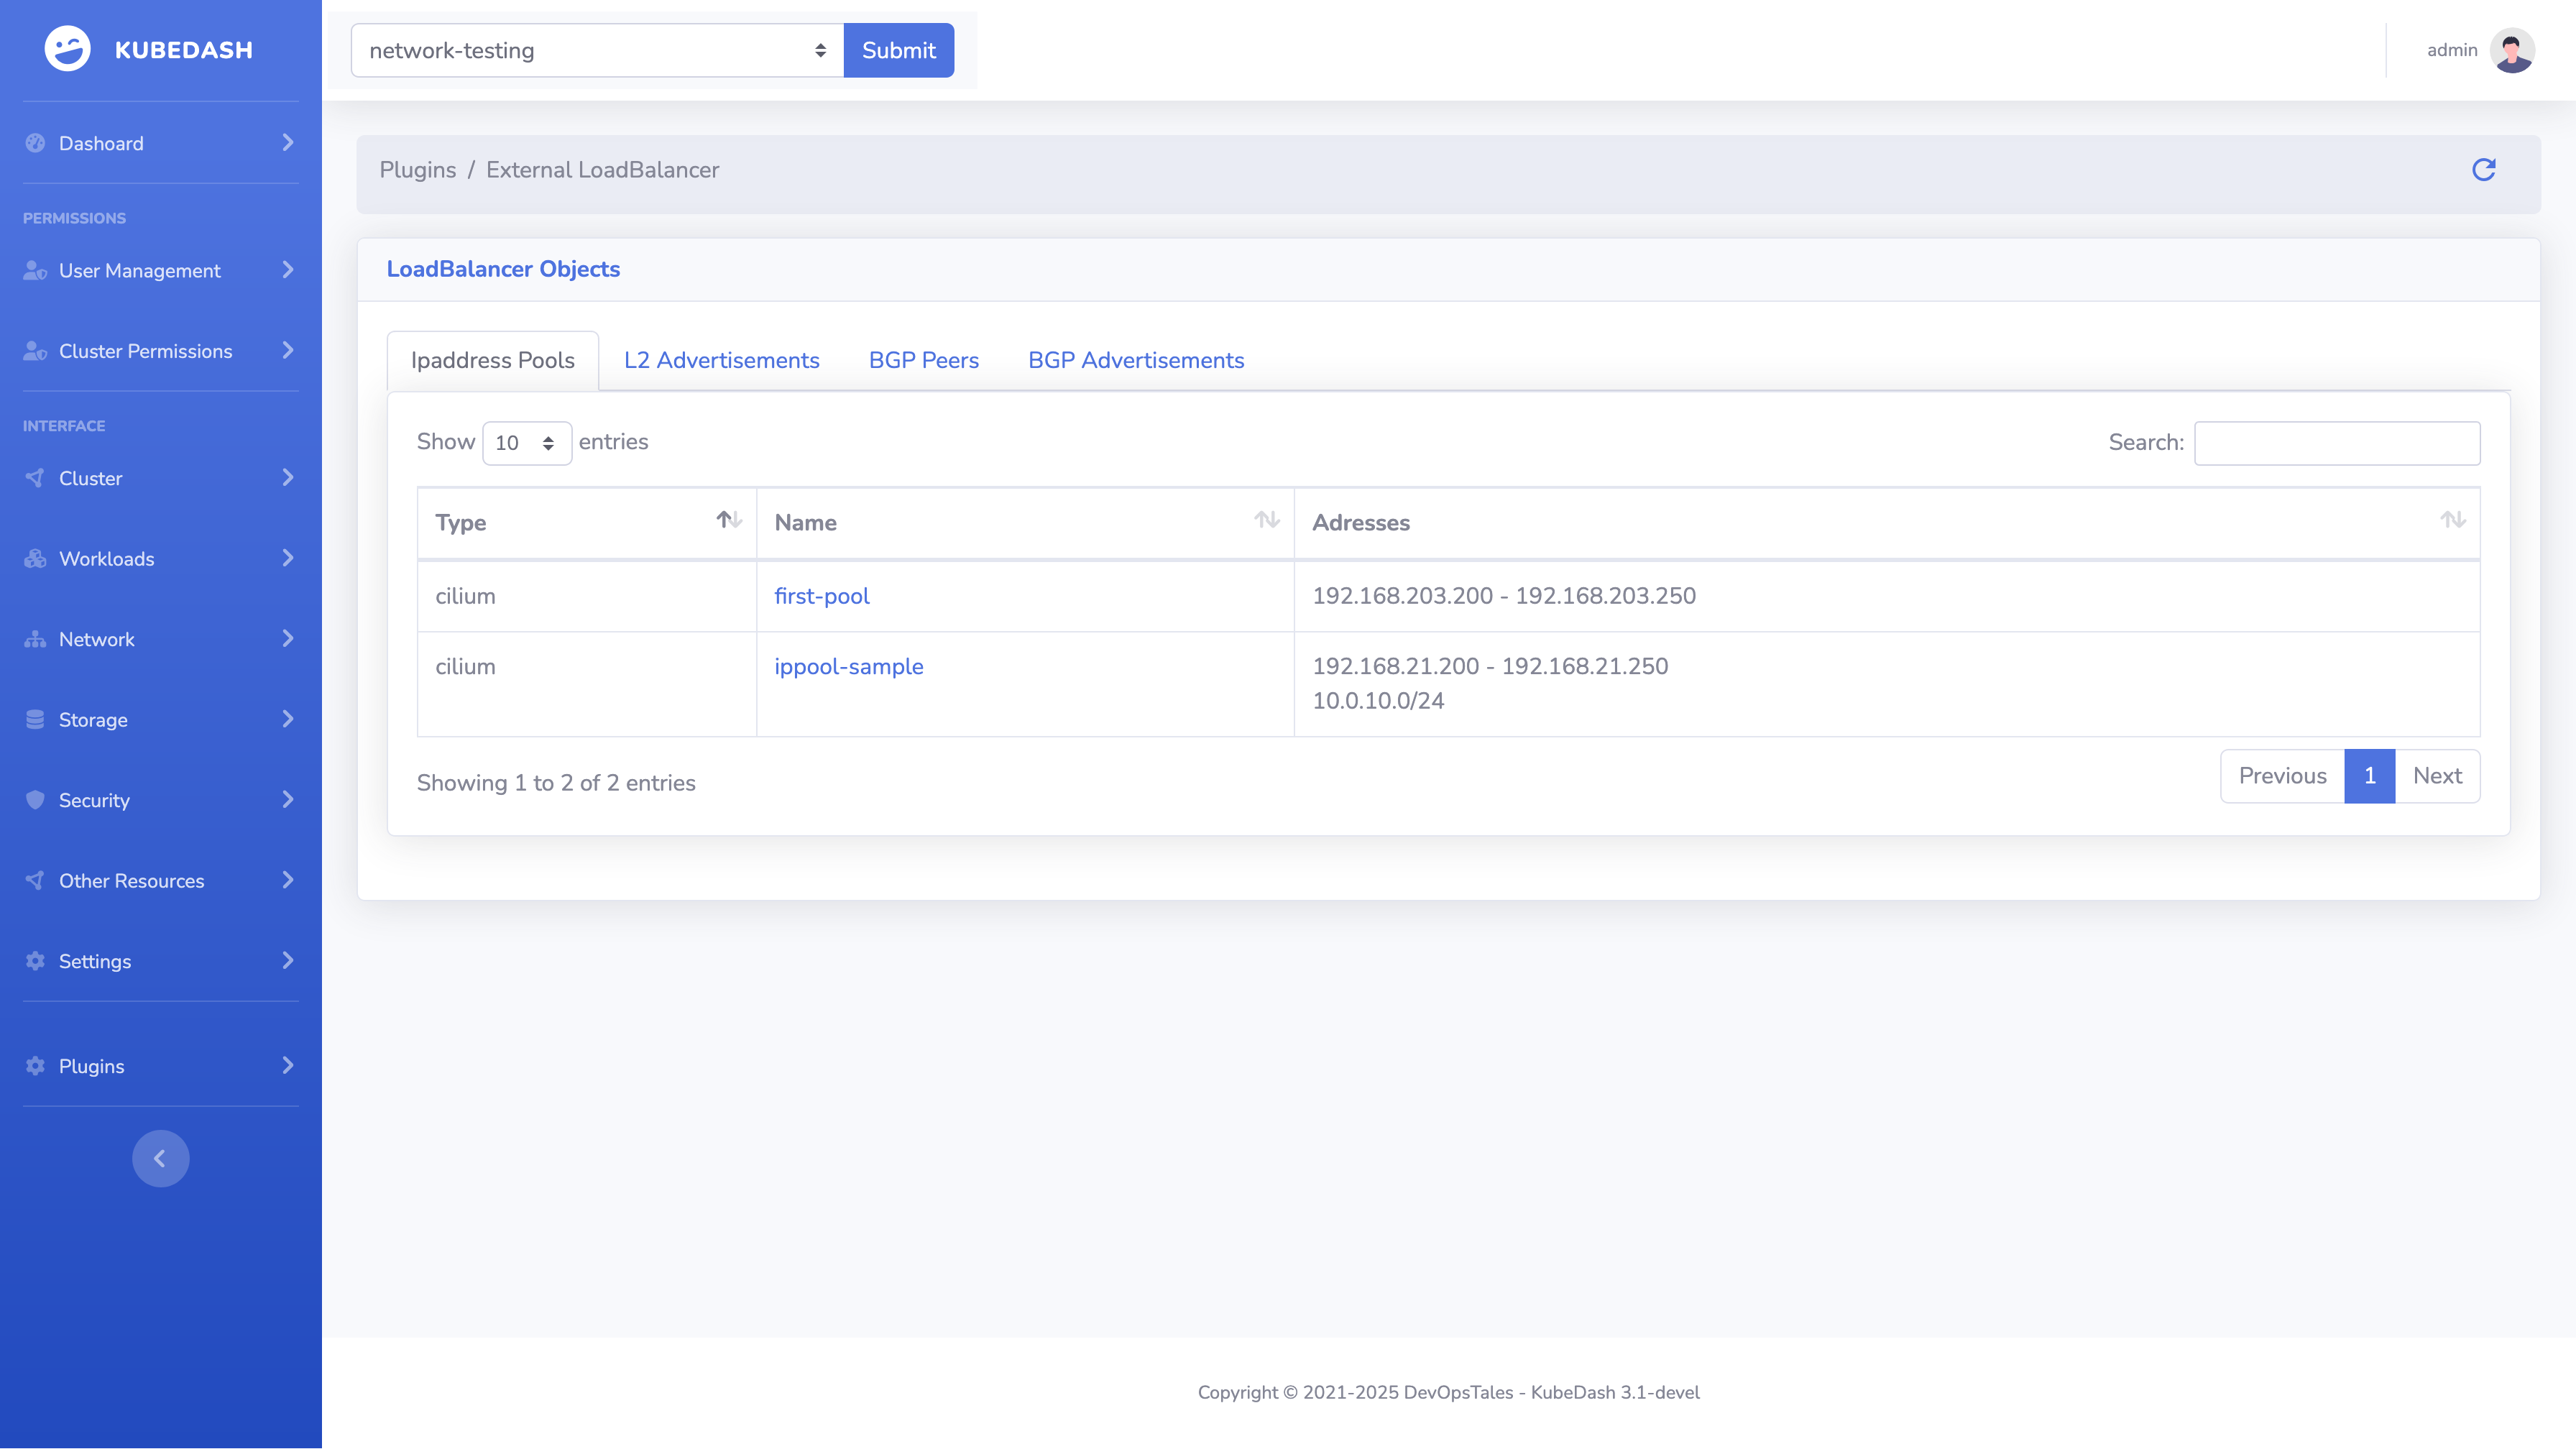 KUBEDASH
network-testing
Submit
admin
Dashoard
PERMISSIONS
User Management
Cluster Permissions
INTERFACE
Cluster
Workloads
Network
Storage
Security
Other Resources
Settings
Plugins
Plugins / External LoadBalancer
LoadBalancer Objects
Ipaddress Pools L2 Advertisements BGP Peers BGP Advertisements
Show 10 entries
Search:
Type Name Adresses
cilium first-pool 192.168.203.200 - 192.168.203.250
cilium ippool-sample 192.168.21.200 - 192.168.21.250
10.0.10.0/24
Showing 1 to 2 of 2 entries
Previous 1 Next
Copyright © 2021-2025 DevOpsTales - KubeDash 3.1-devel